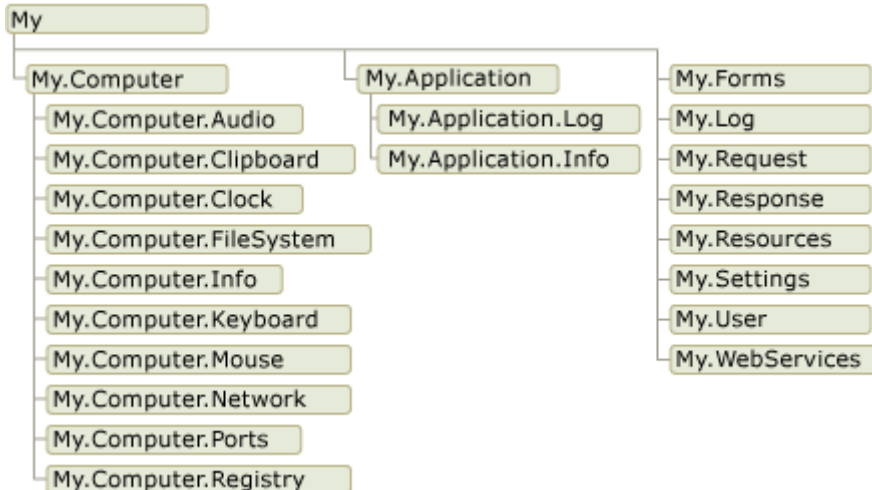 My
My.Computer
My.Computer.Audio
My.Computer.Clipboard
My.Computer.Clock
My.Computer.FileSystem
My.Computer.Info
My.Computer.Keyboard
My.Computer.Mouse
My.Computer.Network
My.Computer.Ports
My.Computer.Registry
My.Application
My.Application.Log
My.Application.Info
My.Forms
My.Log
My.Request
My.Response
My.Resources
My.Settings
My.User
My.WebServices